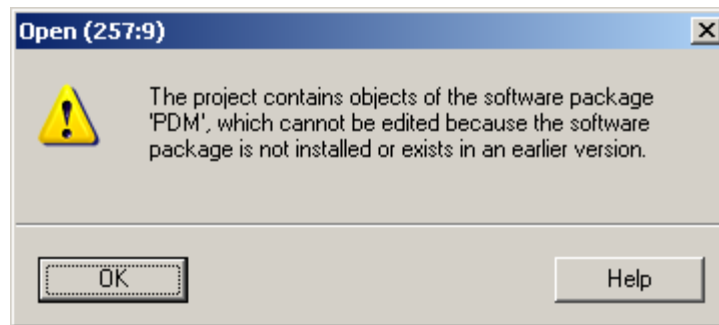 Open (257:9)
The project contains objects of the software package
'PDM', which cannot be edited because the software
package is not installed or exists in an earlier version.
OK
Help